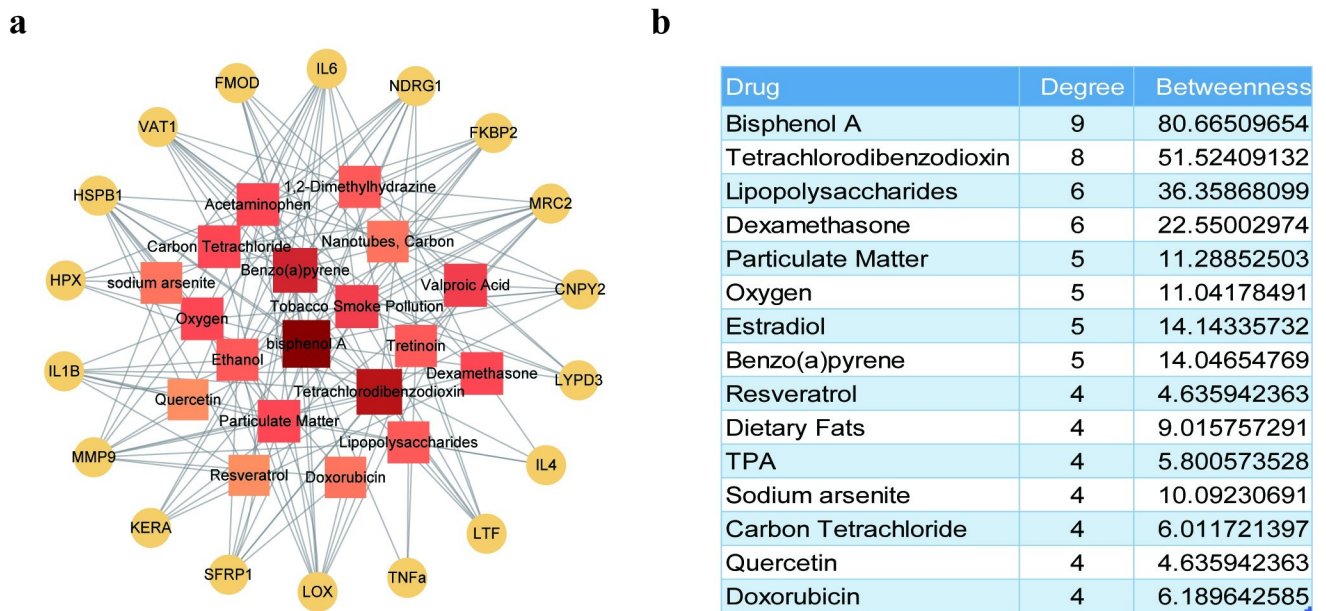 a
b
IL6
FMOD
NDRG1
VAT1
FKBP2
1,2-Dimethylhydrazine
HSPB1
Acetaminophen
MRC2
Carbon Tetrachloride
Nanotubes, Carbon
Benzo(a)pyrene
HPX
sodium arsenite
Valproic Acid
CNPY2
Tobacco Smoke Pollution
Oxygen
bisphenol A
Tretinoin
Ethanol
IL1B
Dexamethasone
LYPD3
Tetrachlorodibenzodioxin
Quercetin
Particulate Matter
Lipopolysaccharides
MMP9
IL4
Resveratrol
Doxorubicin
KERA
LTF
SFRP1
TNFa
LOX
Drug Degree Betweenness
Bisphenol A 9 80.66509654
Tetrachlorodibenzodioxin 8 51.52409132
Lipopolysaccharides 6 36.35868099
Dexamethasone 6 22.55002974
Particulate Matter 5 11.28852503
Oxygen 5 11.04178491
Estradiol 5 14.14335732
Benzo(a)pyrene 5 14.04654769
Resveratrol 4 4.635942363
Dietary Fats 4 9.015757291
TPA 4 5.800573528
Sodium arsenite 4 10.09230691
Carbon Tetrachloride 4 6.011721397
Quercetin 4 4.635942363
Doxorubicin 4 6.189642585